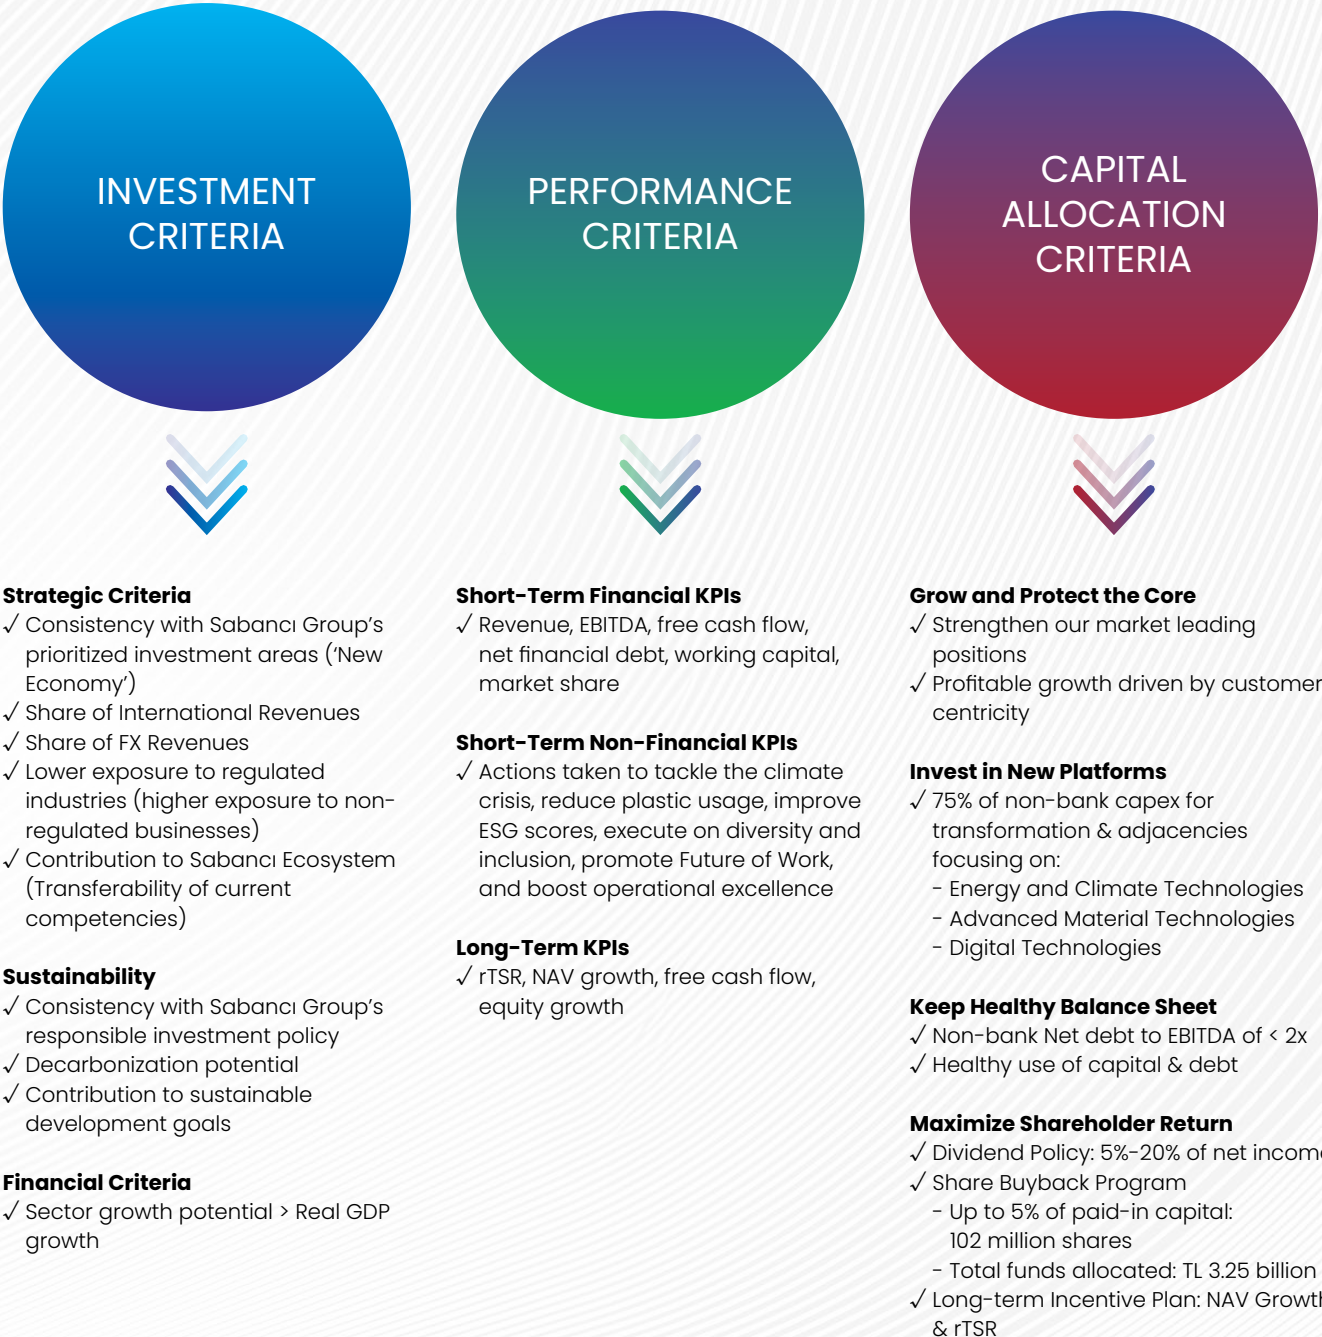 INVESTMENT
CRITERIA
PERFORMANCE
CRITERIA
CAPITAL
ALLOCATION
CRITERIA
Strategic Criteria
✓ Consistency with Sabancı Group’s
prioritized investment areas (‘New
Economy’)
✓ Share of International Revenues
✓ Share of FX Revenues
✓ Lower exposure to regulated
industries (higher exposure to non-
regulated businesses)
✓ Contribution to Sabancı Ecosystem
(Transferability of current
competencies)
Sustainability
✓ Consistency with Sabancı Group’s
responsible investment policy
✓ Decarbonization potential
✓ Contribution to sustainable
development goals
Financial Criteria
✓ Sector growth potential > Real GDP
growth
Short-Term Financial KPIs
✓ Revenue, EBITDA, free cash flow,
net financial debt, working capital,
market share
Short-Term Non-Financial KPIs
✓ Actions taken to tackle the climate
crisis, reduce plastic usage, improve
ESG scores, execute on diversity and
inclusion, promote Future of Work,
and boost operational excellence
Long-Term KPIs
✓ rTSR, NAV growth, free cash flow,
equity growth
Grow and Protect the Core
✓ Strengthen our market leading
positions
✓ Profitable growth driven by customer
centricity
Invest in New Platforms
✓ 75% of non-bank capex for
transformation & adjacencies
focusing on:
- Energy and Climate Technologies
- Advanced Material Technologies
- Digital Technologies
Keep Healthy Balance Sheet
✓ Non-bank Net debt to EBITDA of < 2x
✓ Healthy use of capital & debt
Maximize Shareholder Return
✓ Dividend Policy: 5%-20% of net income
✓ Share Buyback Program
- Up to 5% of paid-in capital:
102 million shares
- Total funds allocated: TL 3.25 billion
✓ Long-term Incentive Plan: NAV Growth
& rTSR